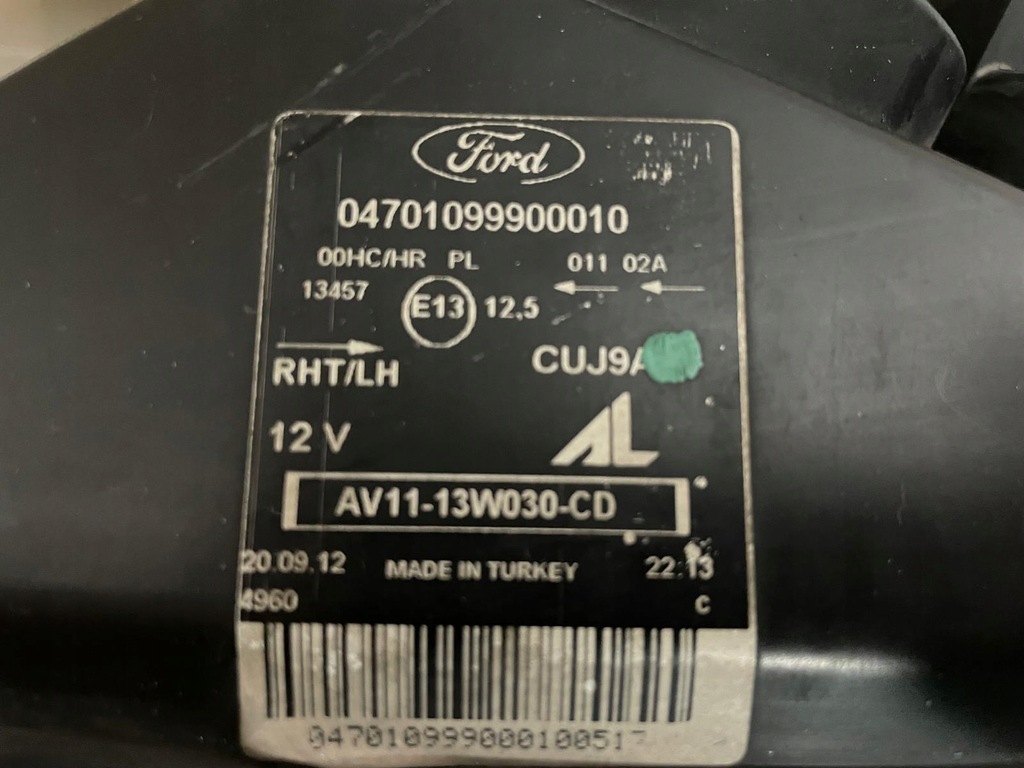 Ford
04701099900010
00HC/HR PL 011 02A
13457 E13 12,5
RHT/LH CUJ9A
12 V AL
AV11-13W030-CD
20.09.12 MADE IN TURKEY 22:13
4960 C
047010999000100517